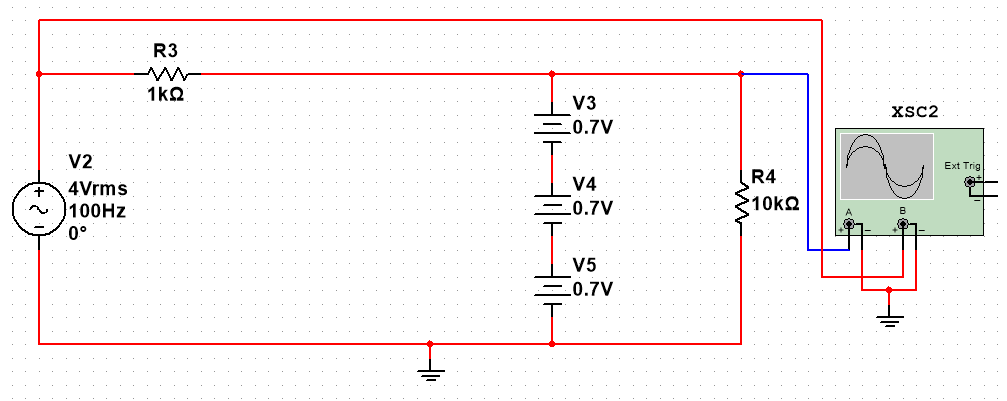 R3
1kΩ
V2
4Vrms
100Hz
0°
V3
0.7V
V4
0.7V
V5
0.7V
R4
10kΩ
XSC2
Ext Trig
+
−
A
B
+
−
+
−